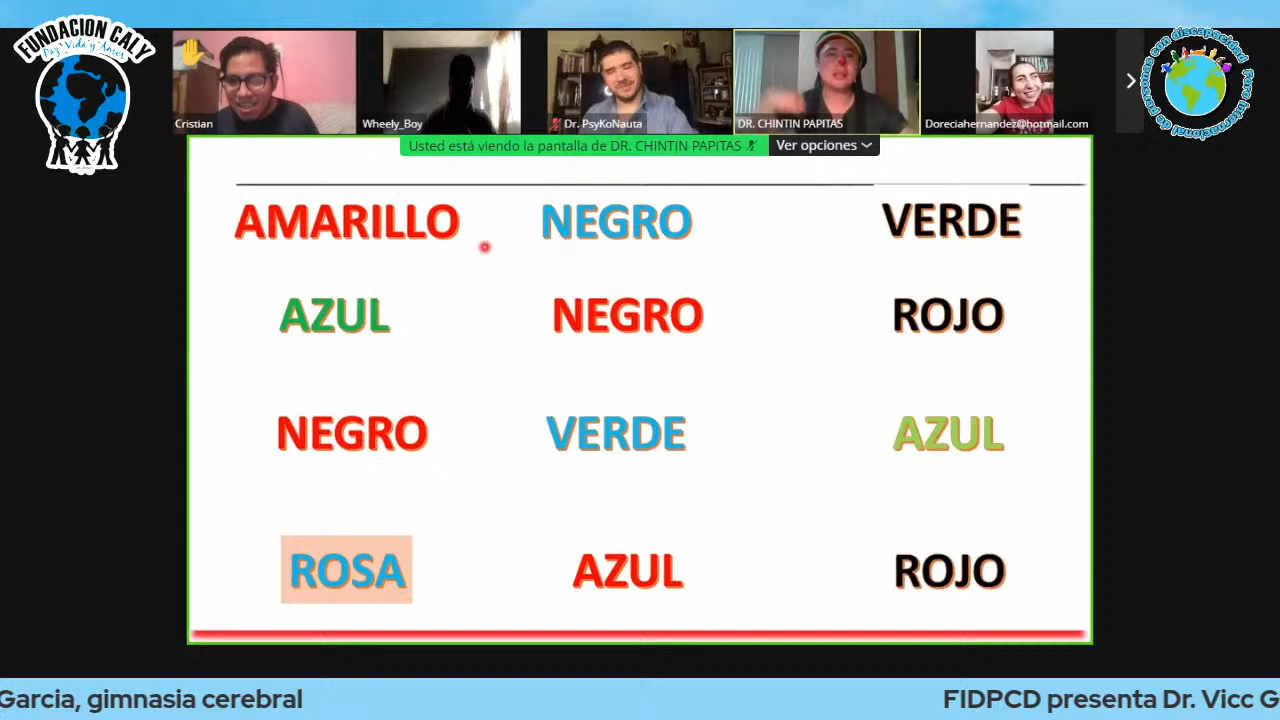 FUNDACION CALY
Paz, Vida y Amor
Cristian
Wheely_Boy
Dr. PsyKoNauta
DR. CHINTIN PAPITAS
Doreciahernandez@hotmail.com
Usted está viendo la pantalla de DR. CHINTIN PAPITAS
Ver opciones
AMARILLO NEGRO VERDE
AZUL NEGRO ROJO
NEGRO VERDE AZUL
ROSA AZUL ROJO
Garcia, gimnasia cerebral
FIDPCD presenta Dr. Vicc G